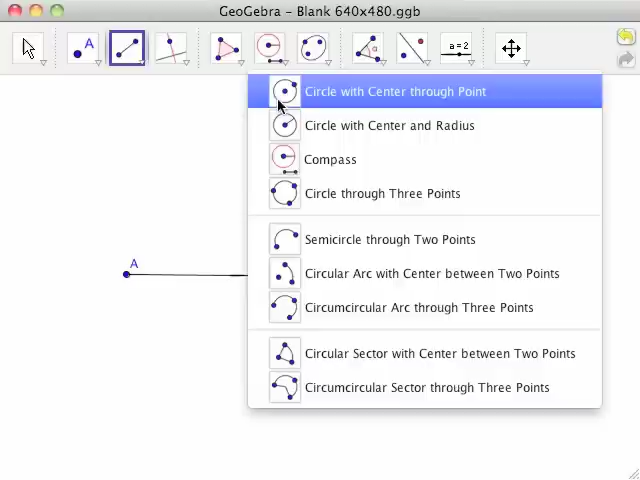 GeoGebra – Blank 640x480.ggb
A
a = 2
α
Circle with Center through Point
Circle with Center and Radius
Compass
Circle through Three Points
Semicircle through Two Points
Circular Arc with Center between Two Points
Circumcircular Arc through Three Points
Circular Sector with Center between Two Points
Circumcircular Sector through Three Points
A